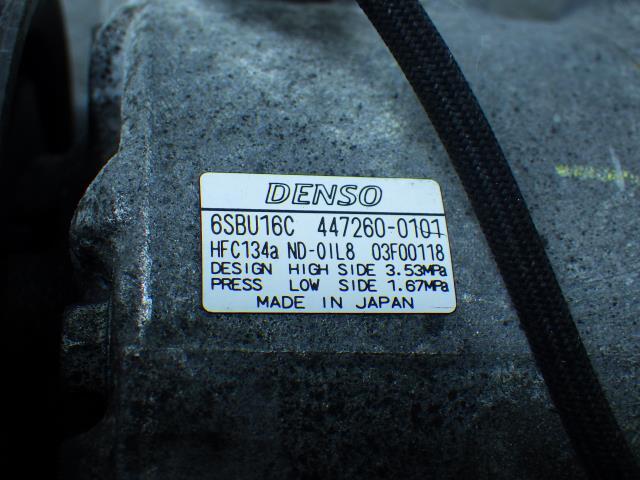 DENSO
6SBU16C 447260-0101
HFC134a ND-OIL8 03F00118
DESIGN HIGH SIDE 3.53MPa
PRESS LOW SIDE 1.67MPa
MADE IN JAPAN